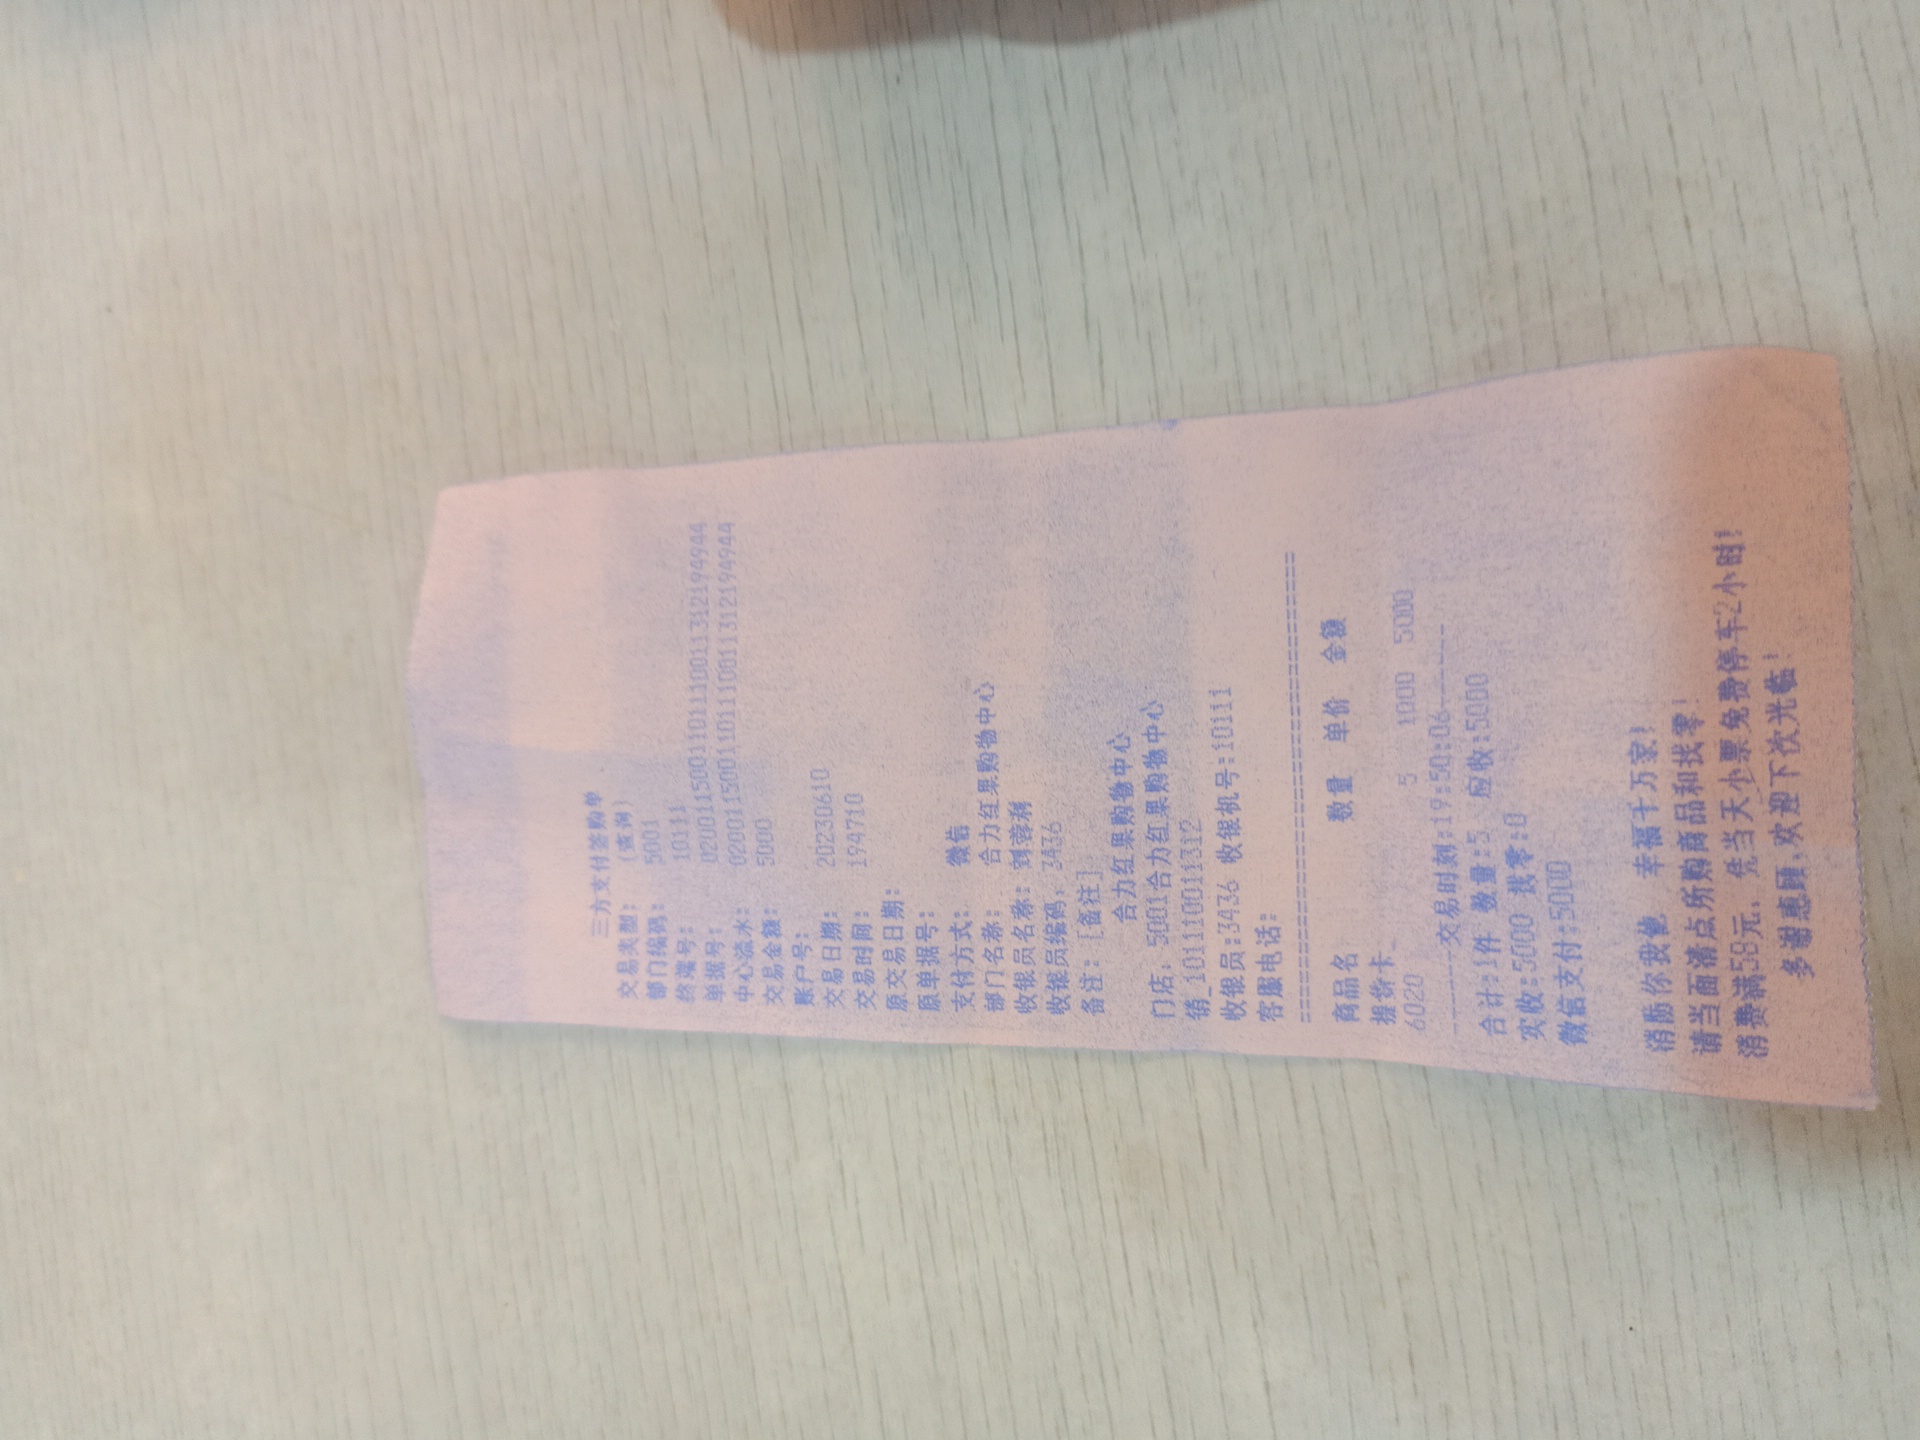 三方支付签购单
交易类型: (查询)
部门编码: 5001
终端号: 10111
单据号: 0200115001101110011312194944
中心流水: 0200115001101110011312194944
交易金额: 5000
账户号:
交易日期: 20230610
交易时间: 194710
原交易日期:
原单据号:
支付方式: 微信
部门名称: 合力红果购物中心
收银员名称: 刘蓉利
收银员编码: 3436
备注: [备注]
合力红果购物中心
门店: 5001合力红果购物中心
销_101110011312
收银员:3436 收银机号:10111
客服电话:
================================
商品名 数量 单价 金额
提货卡
6020 5 1000 5000
------交易时刻:19:50:06------
合计:1件 数量:5 应收:5000
实收:5000 找零:0
微信支付:5000
消防你我他 幸福千万家!
请当面清点所购商品和找零!
消费满58元, 凭当天小票免费停车2小时!
多谢惠顾,欢迎下次光临!